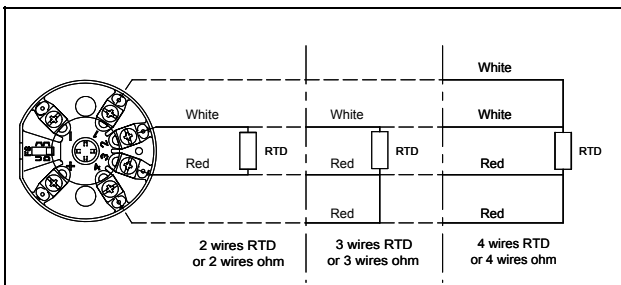 White
White
White
White
RTD
RTD
RTD
Red
Red
Red
Red
Red
2 wires RTD
or 2 wires ohm
3 wires RTD
or 3 wires ohm
4 wires RTD
or 4 wires ohm